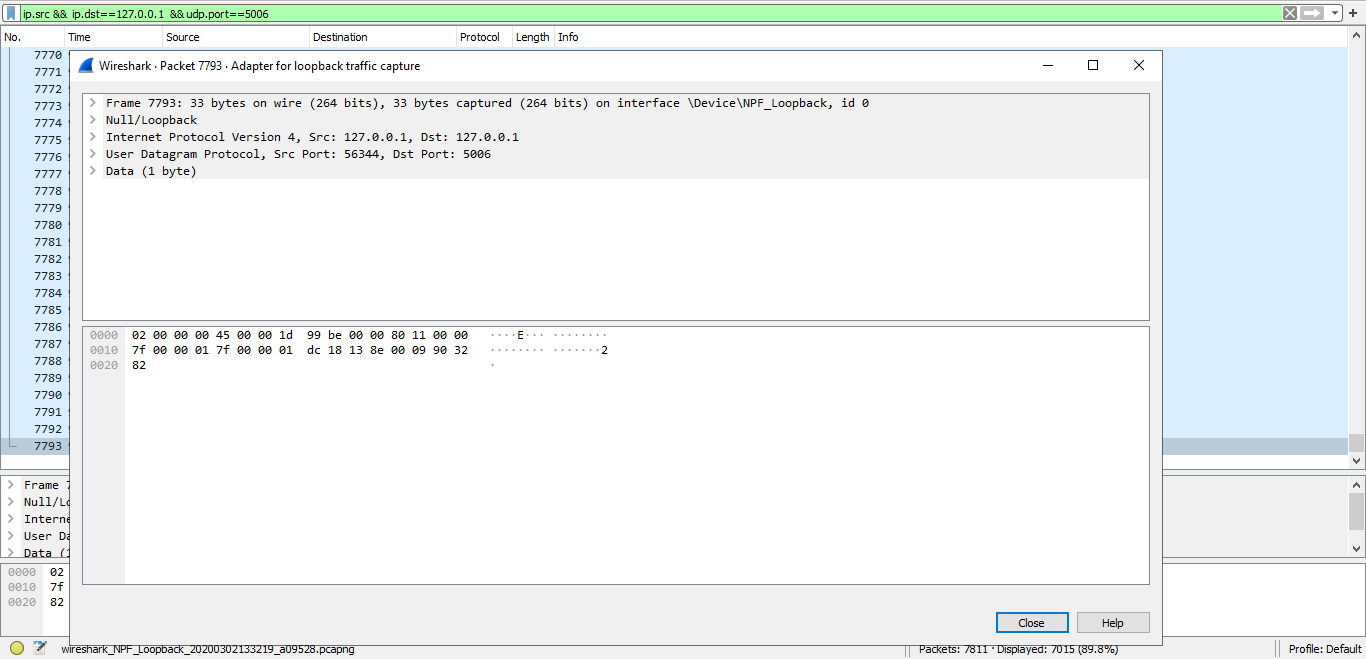 ip.src && ip.dst==127.0.0.1 &&udp.port==5006
No. Time Source Destination Protocol Length Info
7770
Wireshark · Packet 7793 · Adapter for loopback traffic capture
7771
7772
7773
7774
7775
7776
7777
7778
7779
7780
7781
7782
7783
7784
7785
7786
7787
7788
7789
7790
7791
7792
7793
Frame 7793: 33 bytes on wire (264 bits), 33 bytes captured (264 bits) on interface \Device\NPF_Loopback, id 0
Null/Loopback
Internet Protocol Version 4, Src: 127.0.0.1, Dst: 127.0.0.1
User Datagram Protocol, Src Port: 56344, Dst Port: 5006
Data (1 byte)
0000 02 00 00 00 45 00 00 1d 99 be 00 00 80 11 00 00 ····E··· ········
0010 7f 00 00 01 7f 00 00 01 dc 18 13 8e 00 09 90 32 ········ ·······2
0020 82 ·
Close Help
Frame 7
Null/Lo
Interne
User Da
Data (1
0000 02
0010 7f
0020 82
wireshark_NPF_Loopback_20200302133219_a09528.pcapng
Packets: 7811 · Displayed: 7015 (89.8%)
Profile: Default